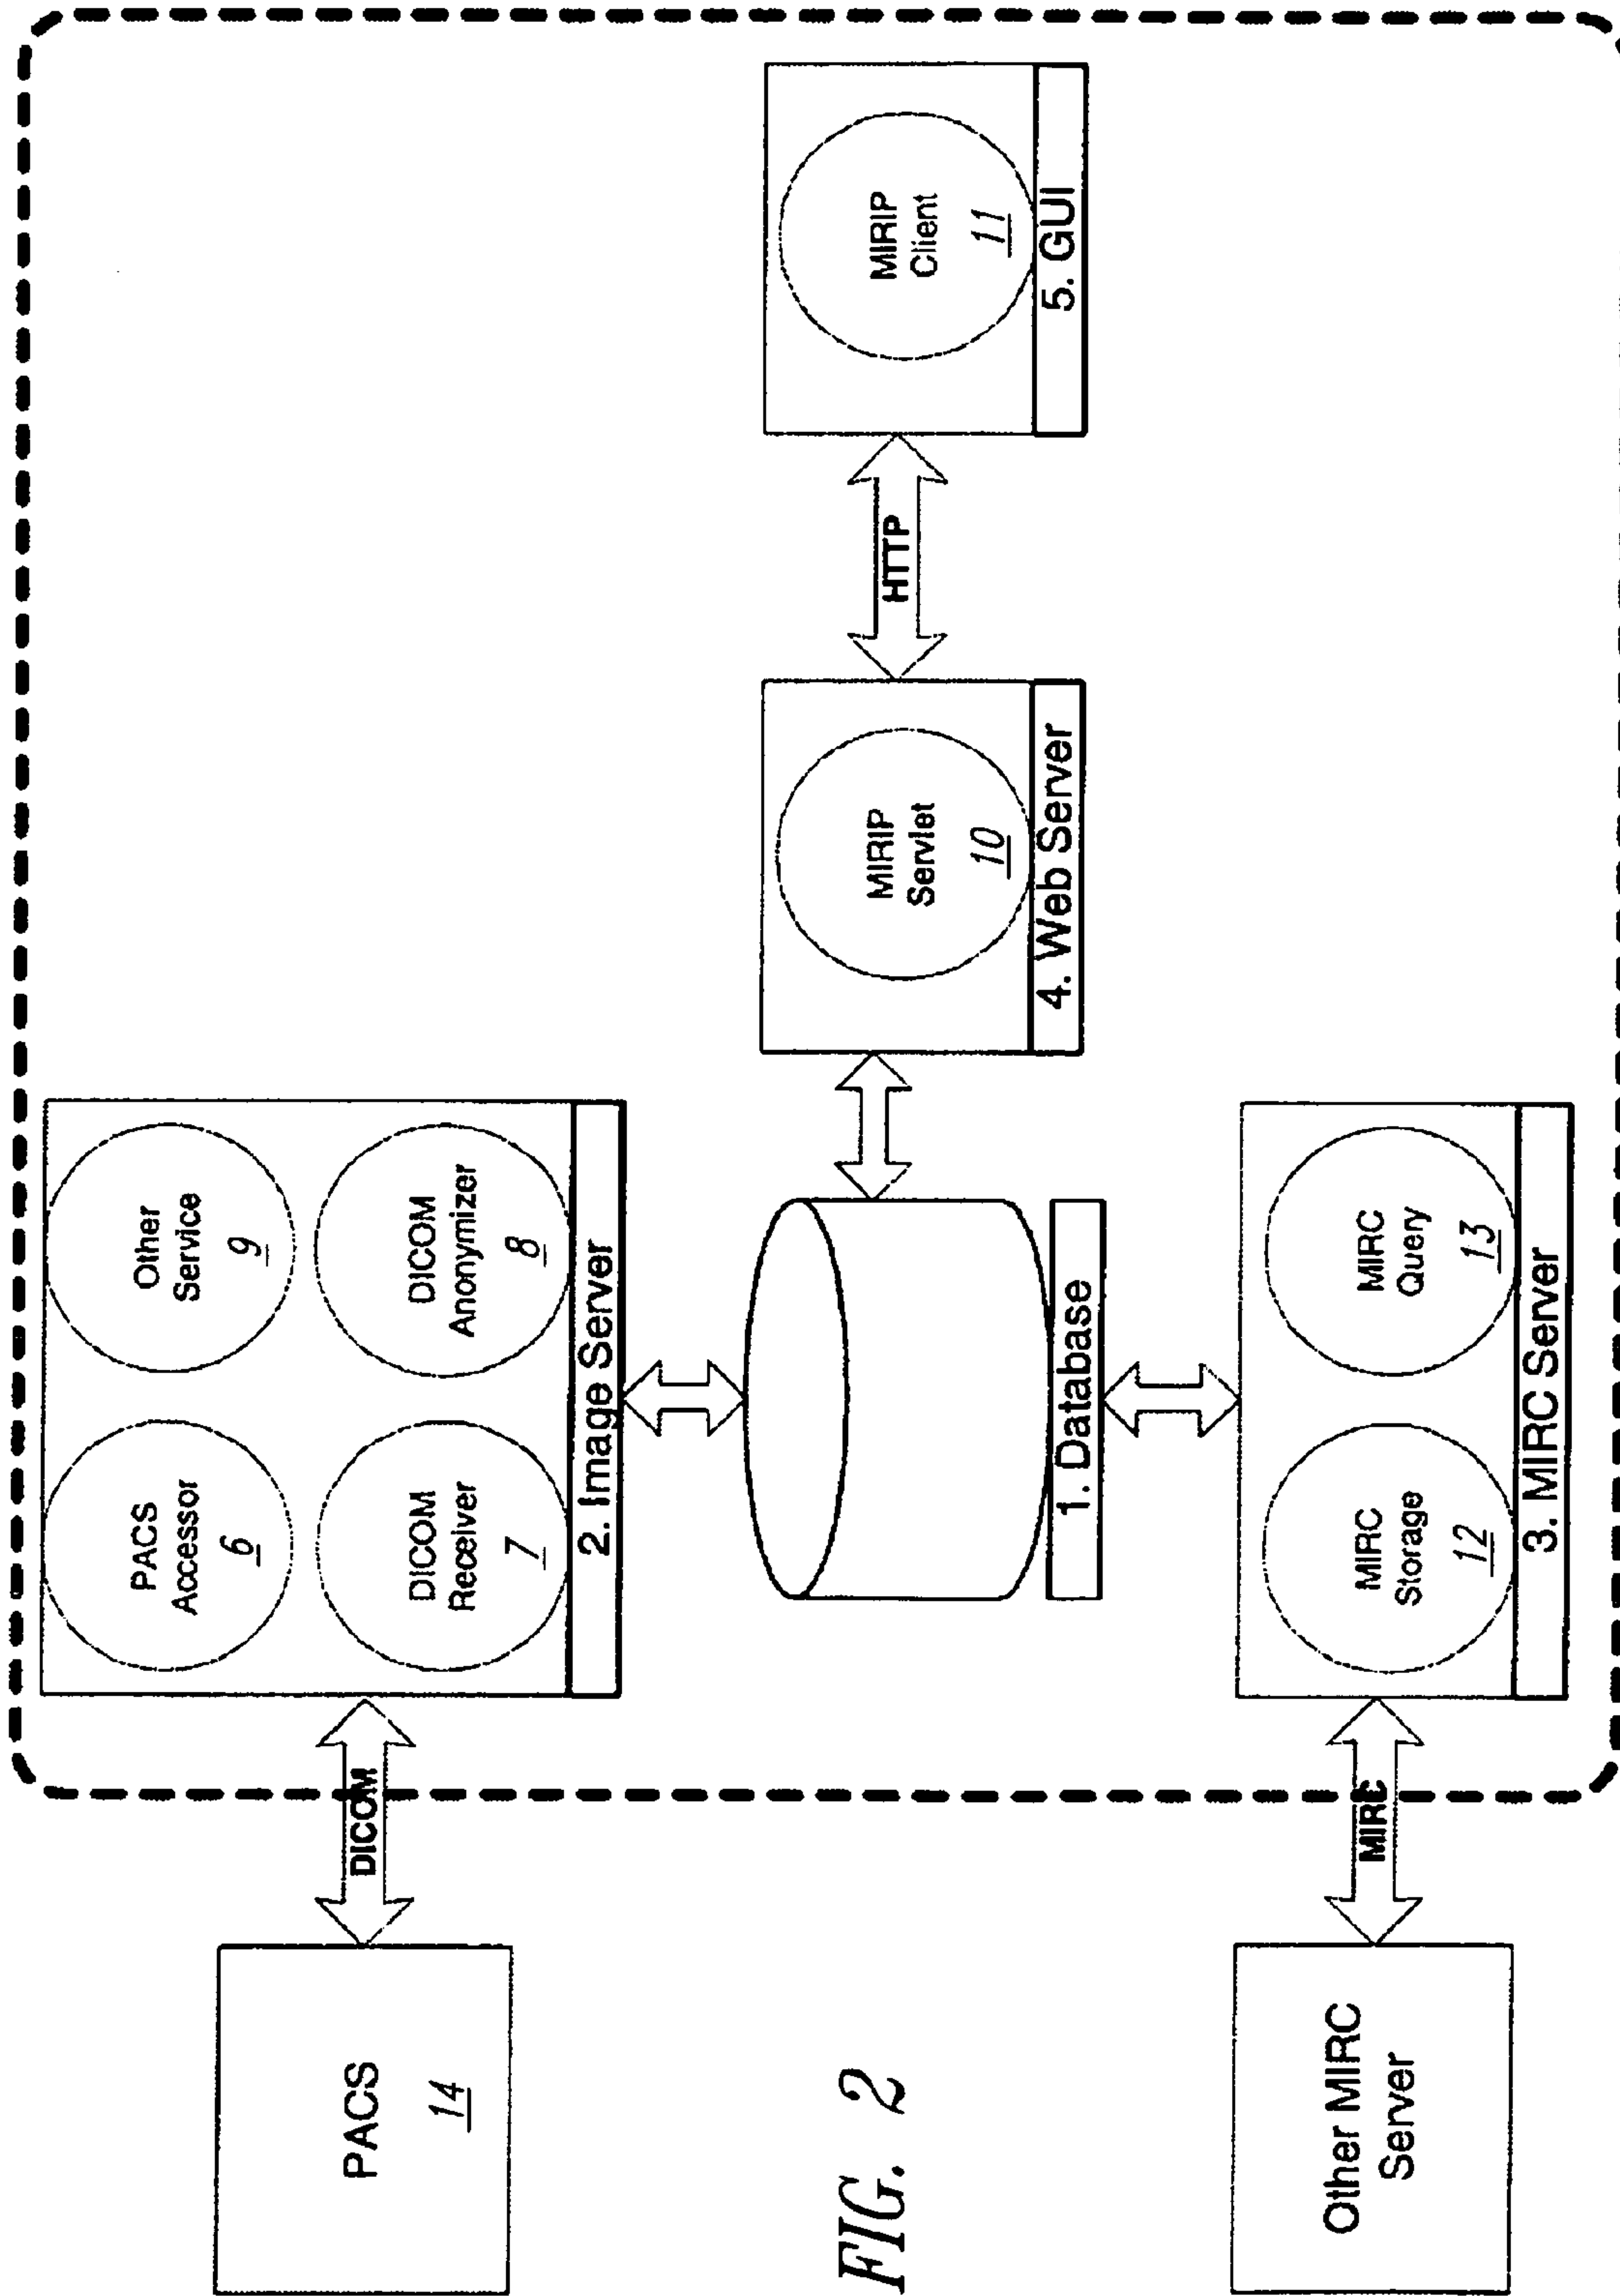 PACS
14
DICOM
PACS
Accessor
6
Other
Service
9
DICOM
Receiver
7
DICOM
Anonymizer
8
2. Image Server
1. Database
MIRIP
Servlet
10
4. Web Server
HTTP
MIRIP
Client
11
5. GUI
Other MIRC
Server
MIRC
MIRC
Storage
12
MIRC
Query
13
3. MIRC Server
FIG. 2